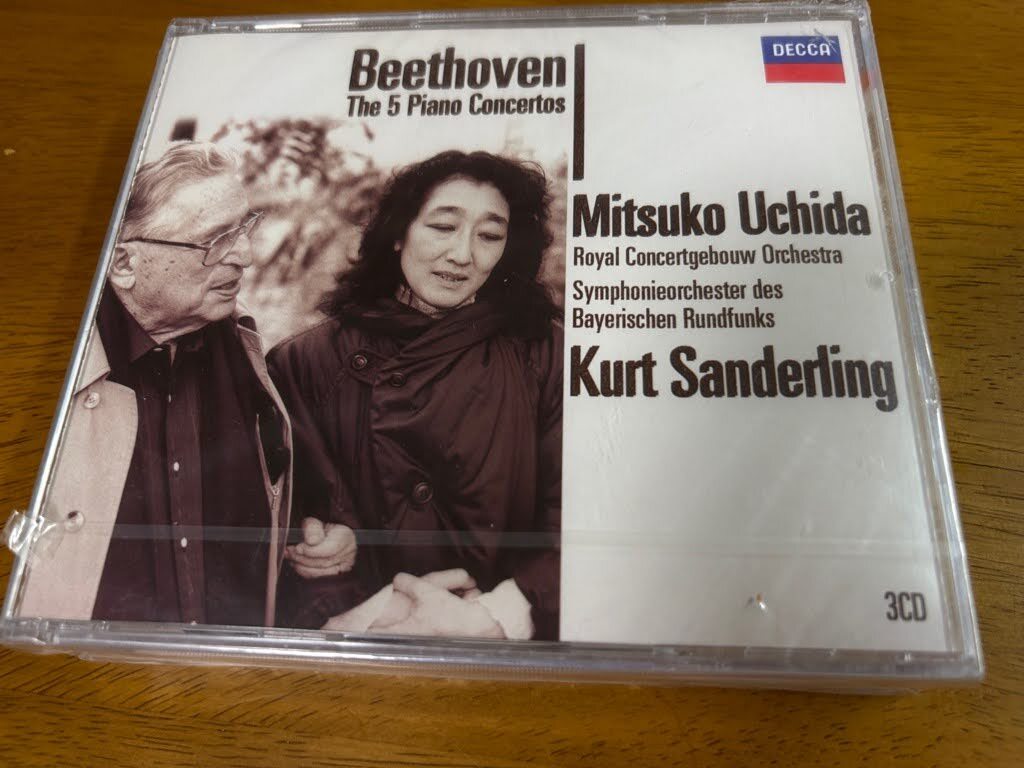 Beethoven
The 5 Piano Concertos
DECCA
Mitsuko Uchida
Royal Concertgebouw Orchestra
Symphonieorchester des
Bayerischen Rundfunks
Kurt Sanderling
3CD